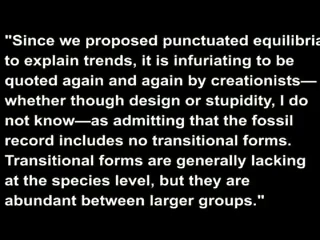 "Since we proposed punctuated equilibria
to explain trends, it is infuriating to be
quoted again and again by creationists—
whether though design or stupidity, I do
not know—as admitting that the fossil
record includes no transitional forms.
Transitional forms are generally lacking
at the species level, but they are
abundant between larger groups."